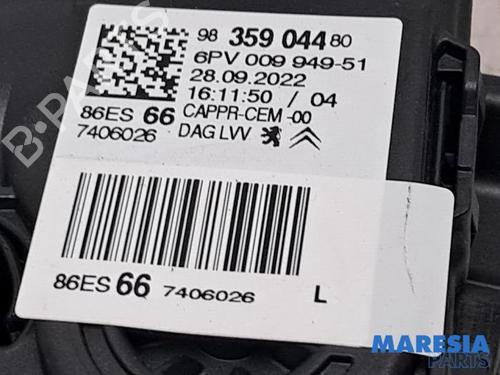 98 359 044 80
6PV 009 949-51
28.09.2022
16:11:50 / 04
86ES 66 CAPPR-CEM -00
7406026 DAG LVV
86ES 66 7406026 L
B-PARTS
MARESIA
PARTS